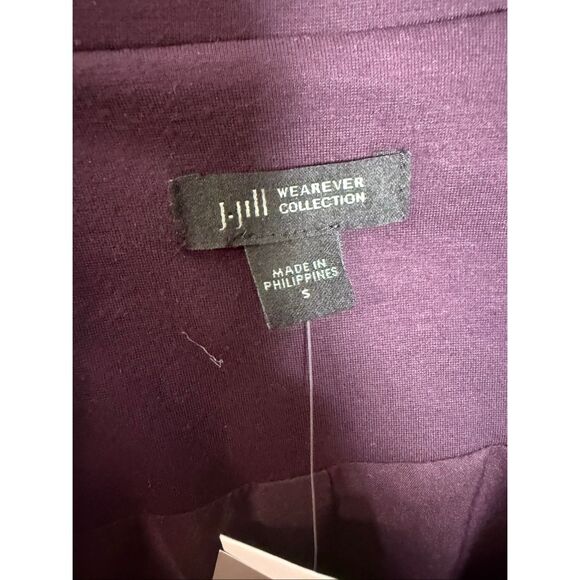 J.Jill WEAREVER
COLLECTION
MADE IN
PHILIPPINES
S